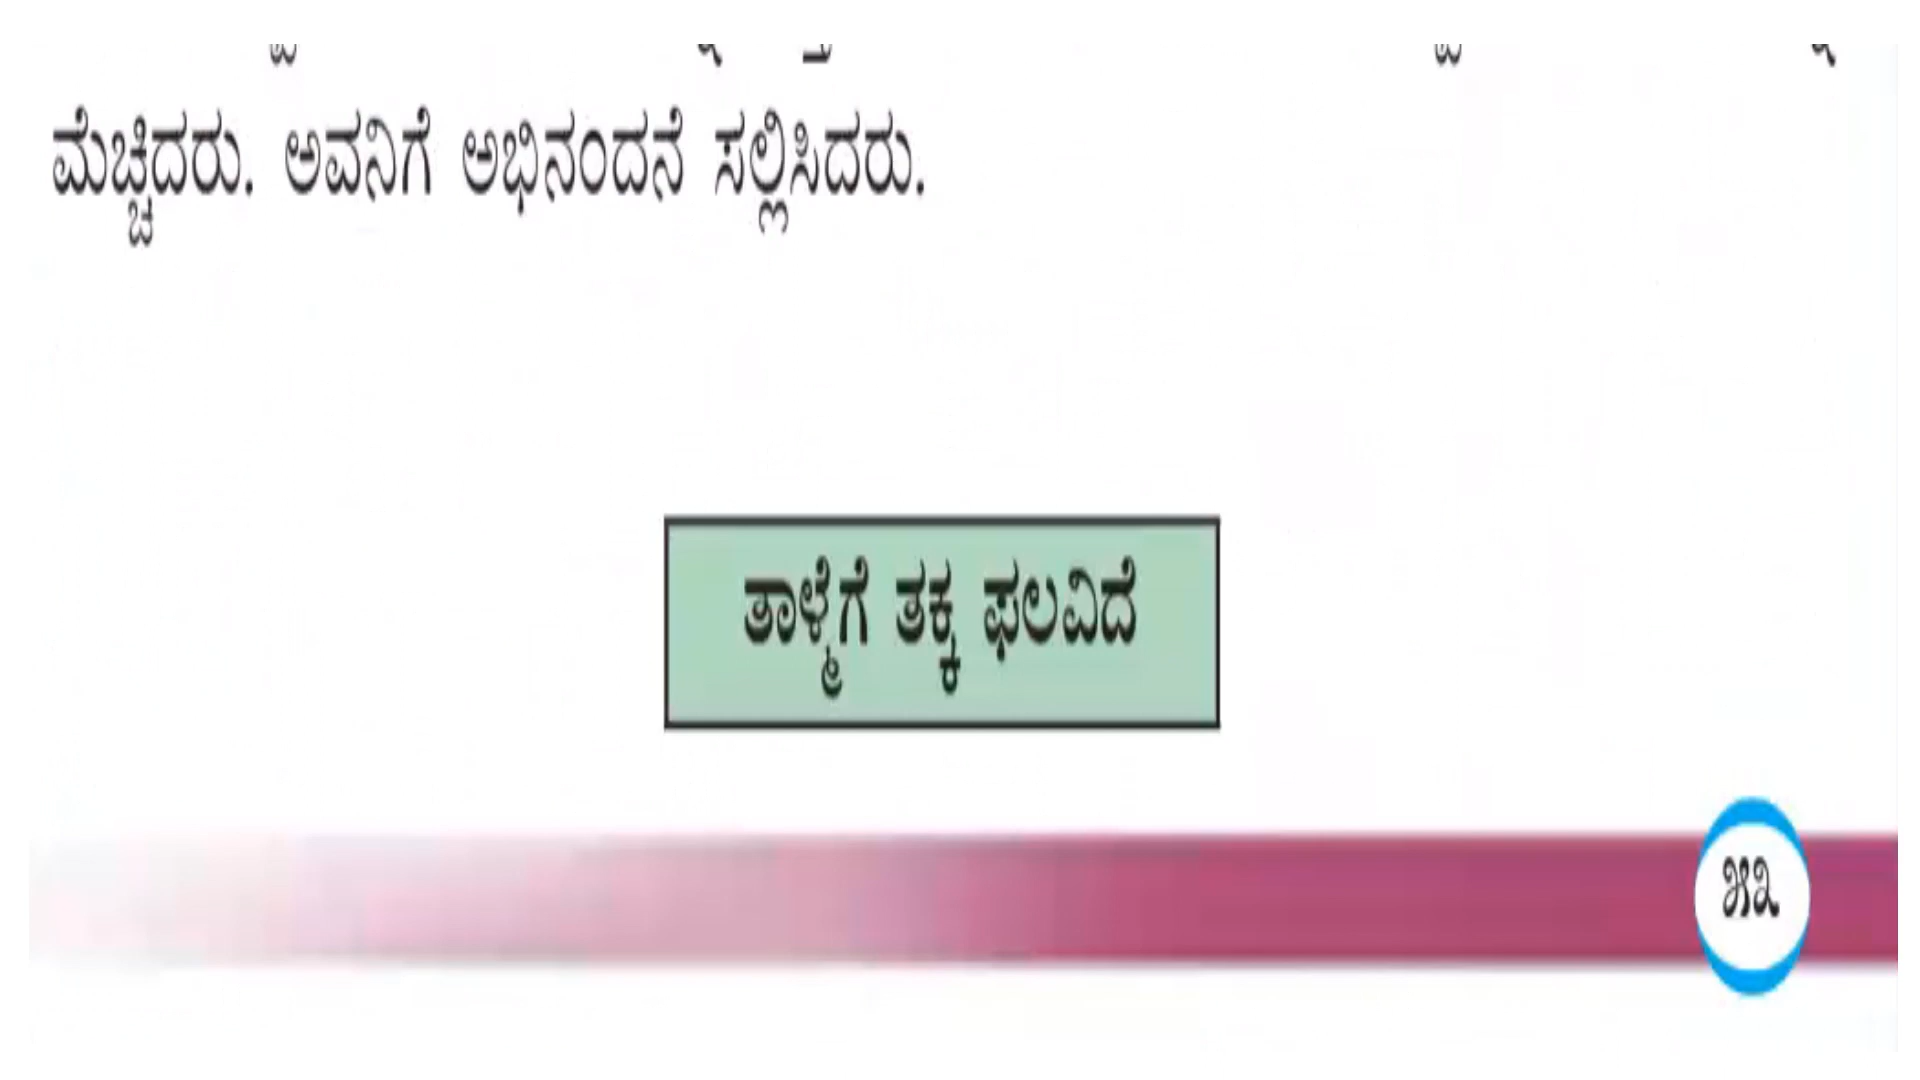 ಮೆಚ್ಚಿದರು. ಅವನಿಗೆ ಅಭಿನಂದನೆ ಸಲ್ಲಿಸಿದರು.
ತಾಳ್ಮೆಗೆ ತಕ್ಕ ಫಲವಿದೆ
೫೩